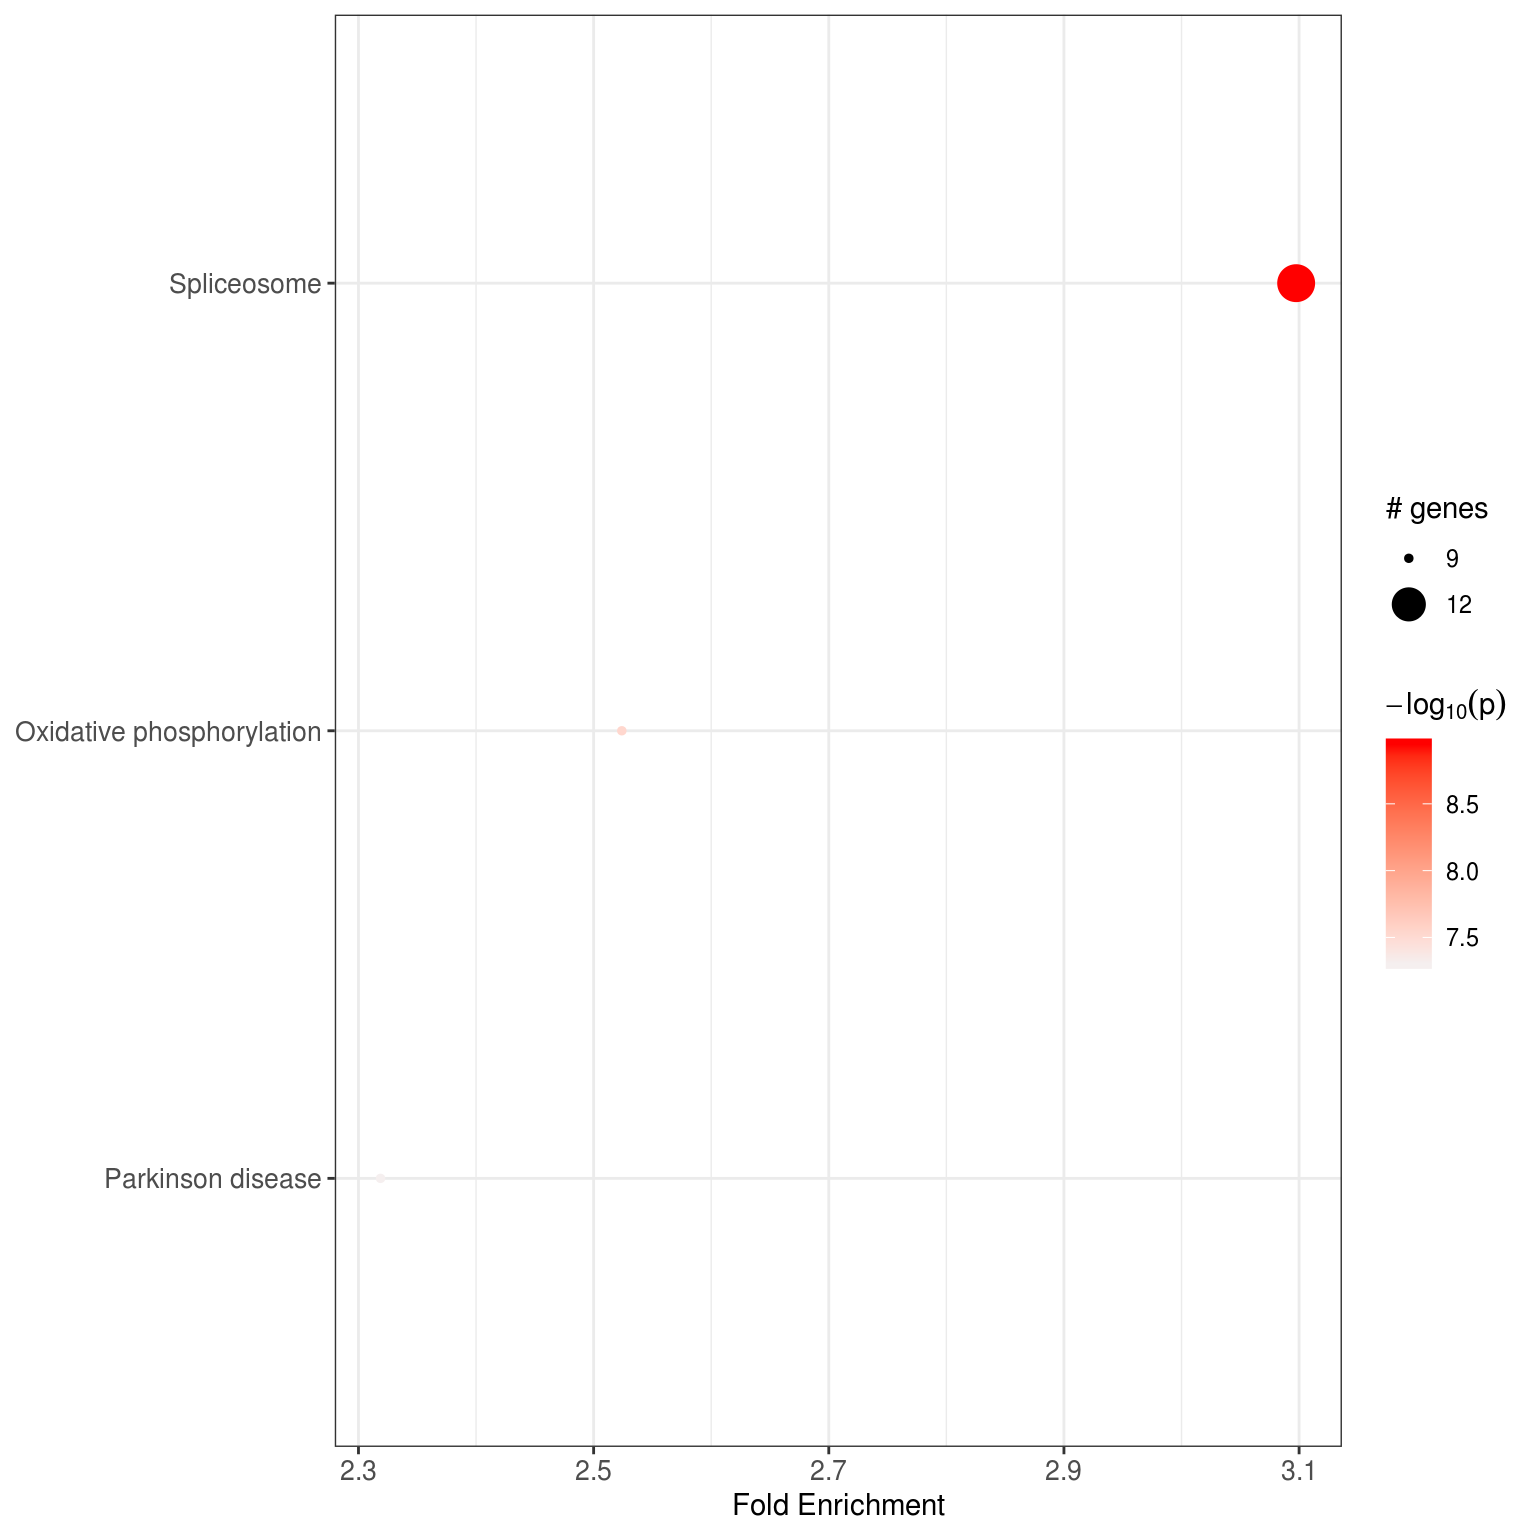 Spliceosome
Oxidative phosphorylation
Parkinson disease
2.3 2.5 2.7 2.9 3.1
Fold Enrichment
# genes
9
12
−log₁₀(p)
8.5
8.0
7.5